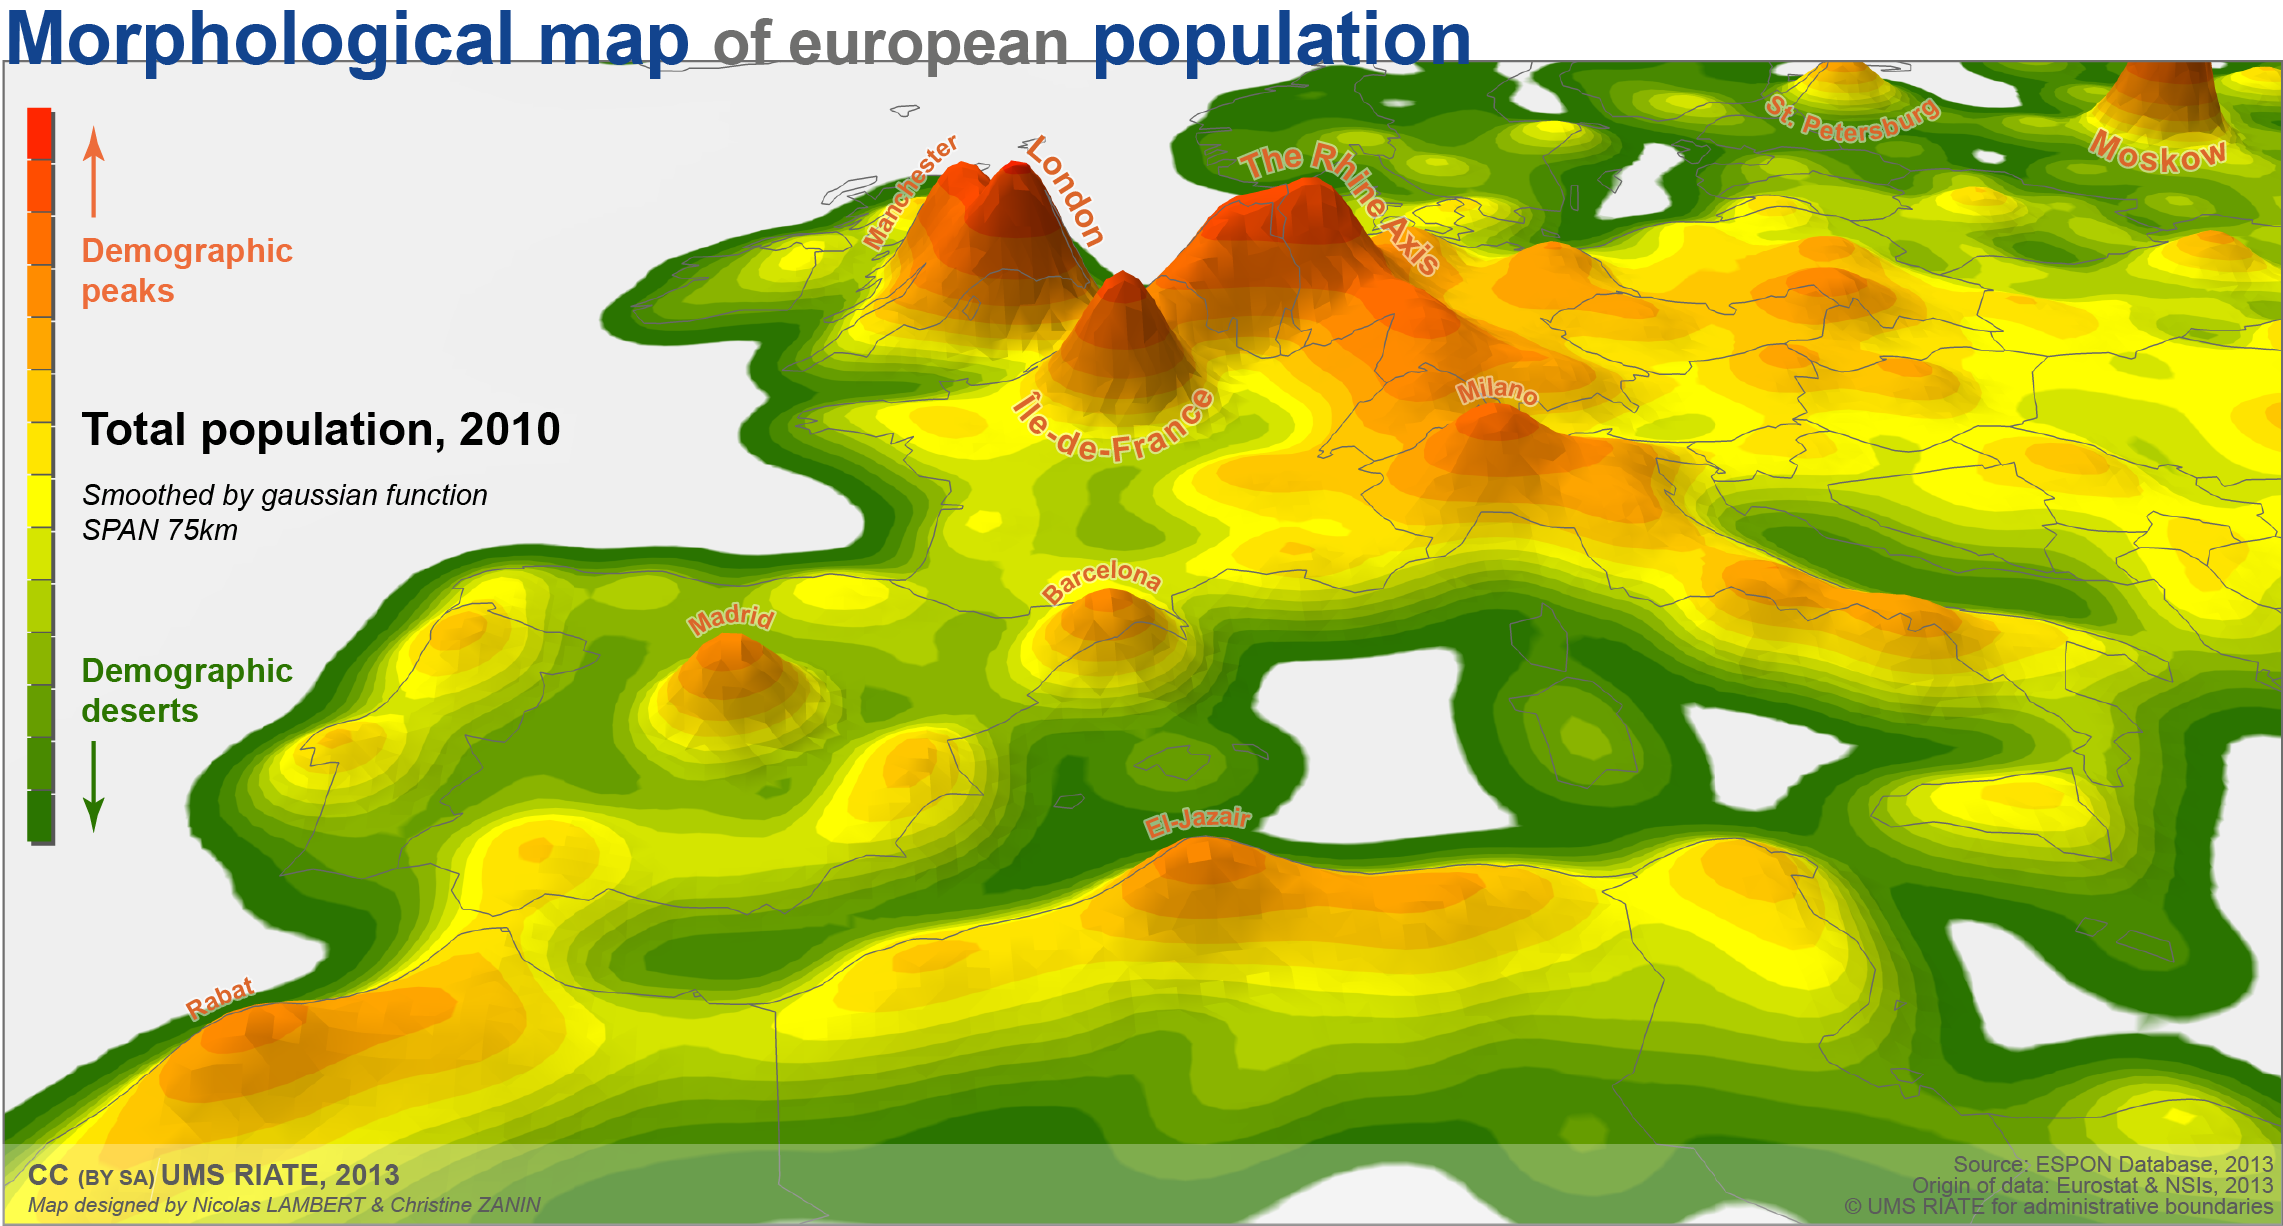 Morphological map of european population
St. Petersburg
Moskow
Manchester
London
The Rhine Axis
Demographic
peaks
Île-de-France
Milano
Total population, 2010
Smoothed by gaussian function
SPAN 75km
Barcelona
Madrid
Demographic
deserts
El-Jazair
Rabat
CC (BY SA) UMS RIATE, 2013
Map designed by Nicolas LAMBERT & Christine ZANIN
Source: ESPON Database, 2013
Origin of data: Eurostat & NSIs, 2013
© UMS RIATE for administrative boundaries